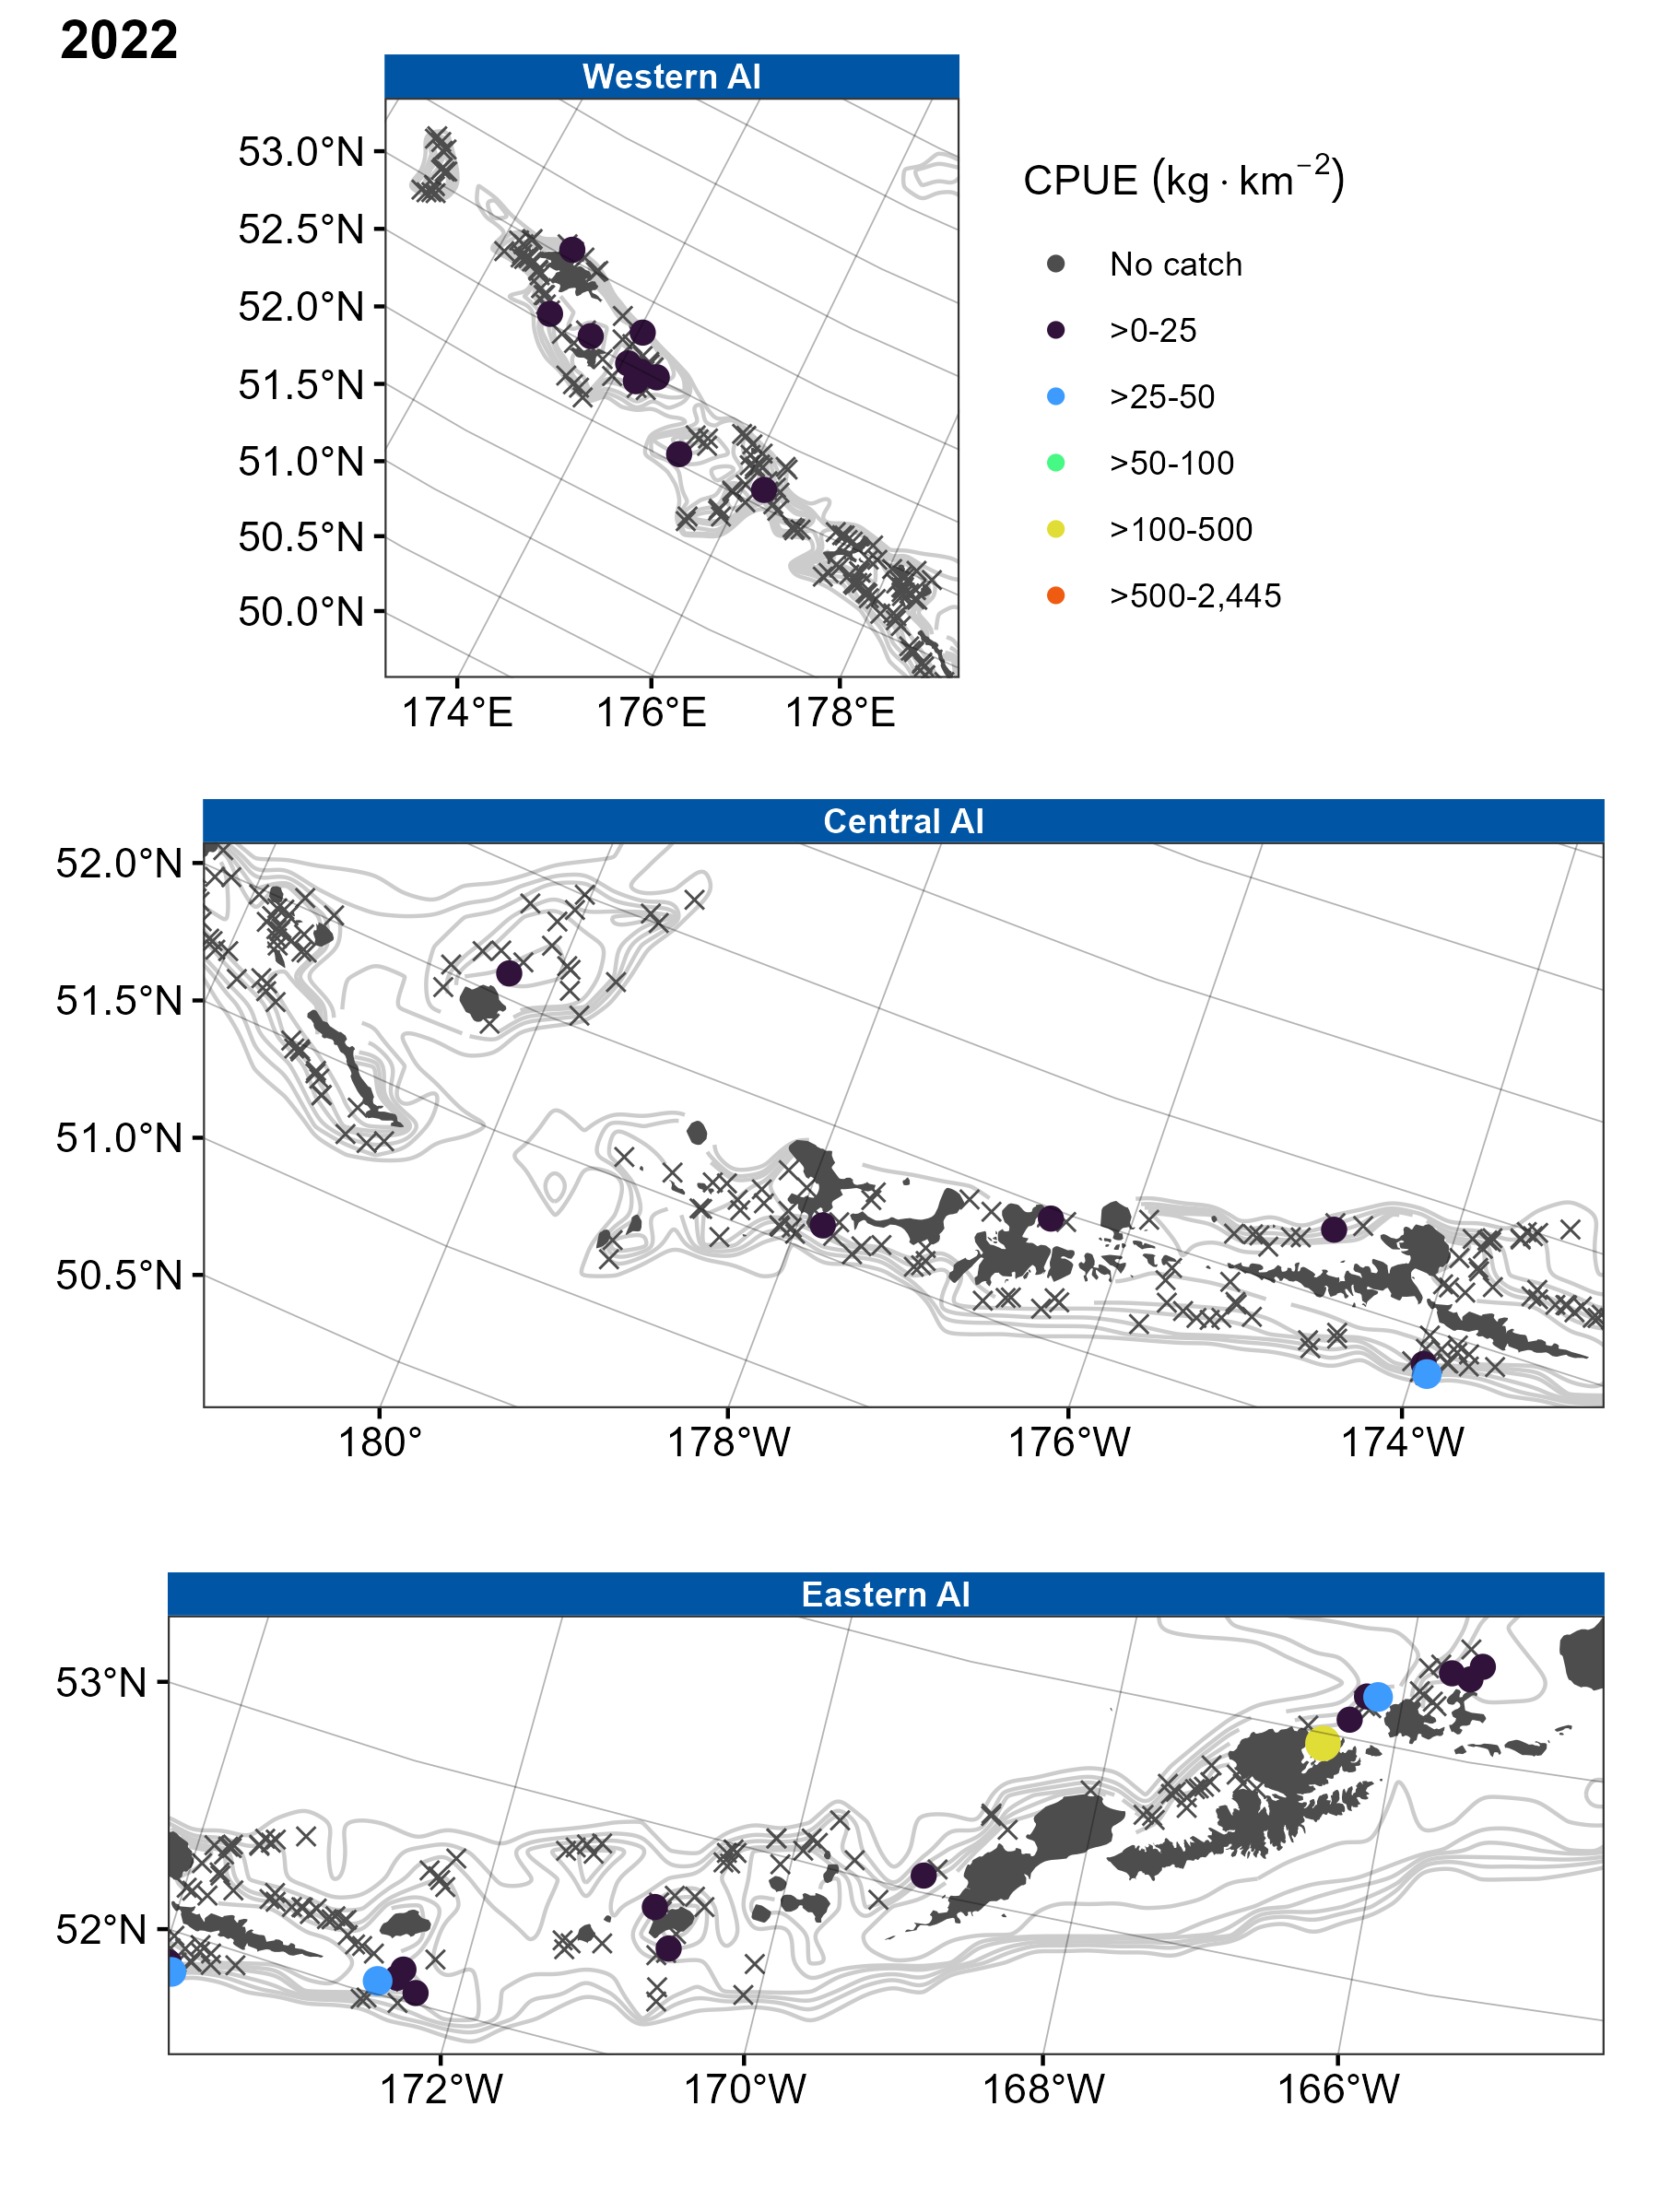 2022
Western AI
53.0°N
52.5°N
52.0°N
51.5°N
51.0°N
50.5°N
50.0°N
174°E 176°E 178°E
CPUE (kg · km⁻²)
No catch
>0-25
>25-50
>50-100
>100-500
>500-2,445
Central AI
52.0°N
51.5°N
51.0°N
50.5°N
180° 178°W 176°W 174°W
Eastern AI
53°N
52°N
172°W 170°W 168°W 166°W